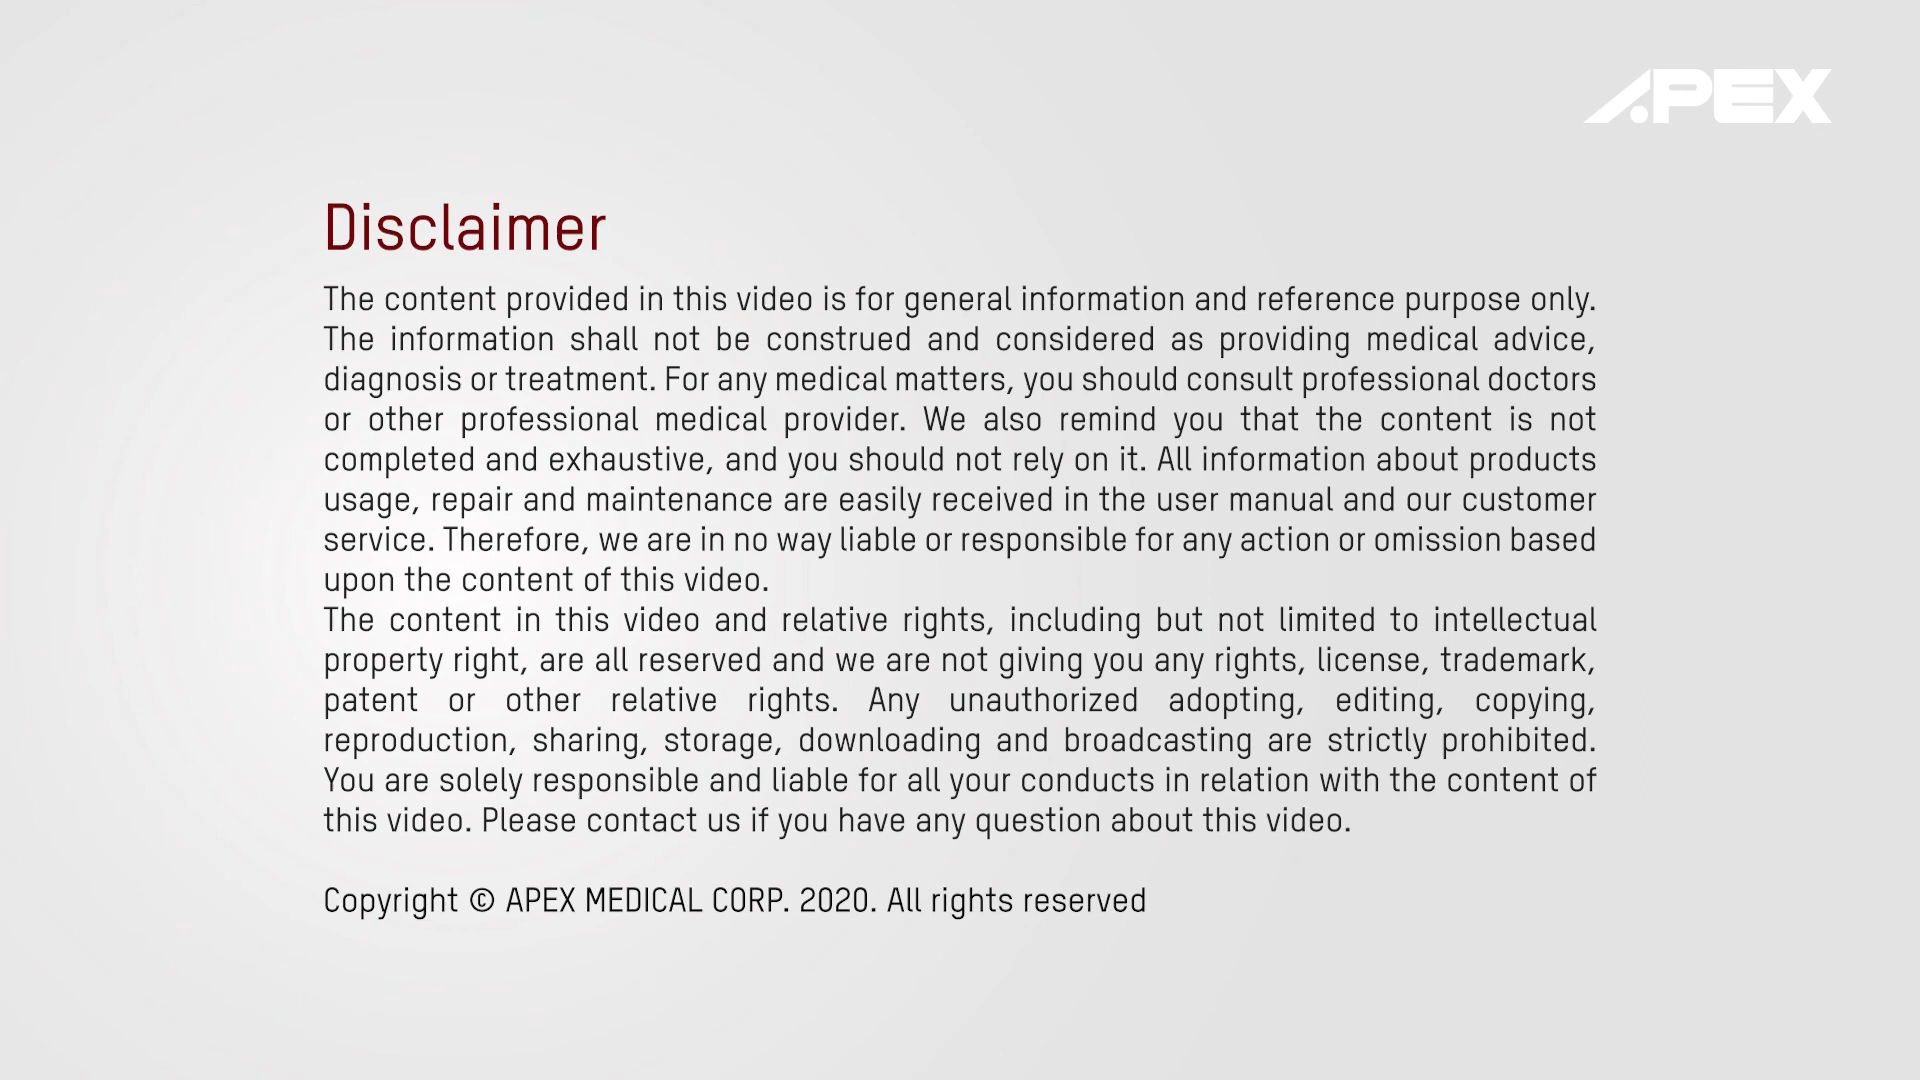 APEX
Disclaimer
The content provided in this video is for general information and reference purpose only.
The information shall not be construed and considered as providing medical advice,
diagnosis or treatment. For any medical matters, you should consult professional doctors
or other professional medical provider. We also remind you that the content is not
completed and exhaustive, and you should not rely on it. All information about products
usage, repair and maintenance are easily received in the user manual and our customer
service. Therefore, we are in no way liable or responsible for any action or omission based
upon the content of this video.
The content in this video and relative rights, including but not limited to intellectual
property right, are all reserved and we are not giving you any rights, license, trademark,
patent or other relative rights. Any unauthorized adopting, editing, copying,
reproduction, sharing, storage, downloading and broadcasting are strictly prohibited.
You are solely responsible and liable for all your conducts in relation with the content of
this video. Please contact us if you have any question about this video.
Copyright © APEX MEDICAL CORP. 2020. All rights reserved